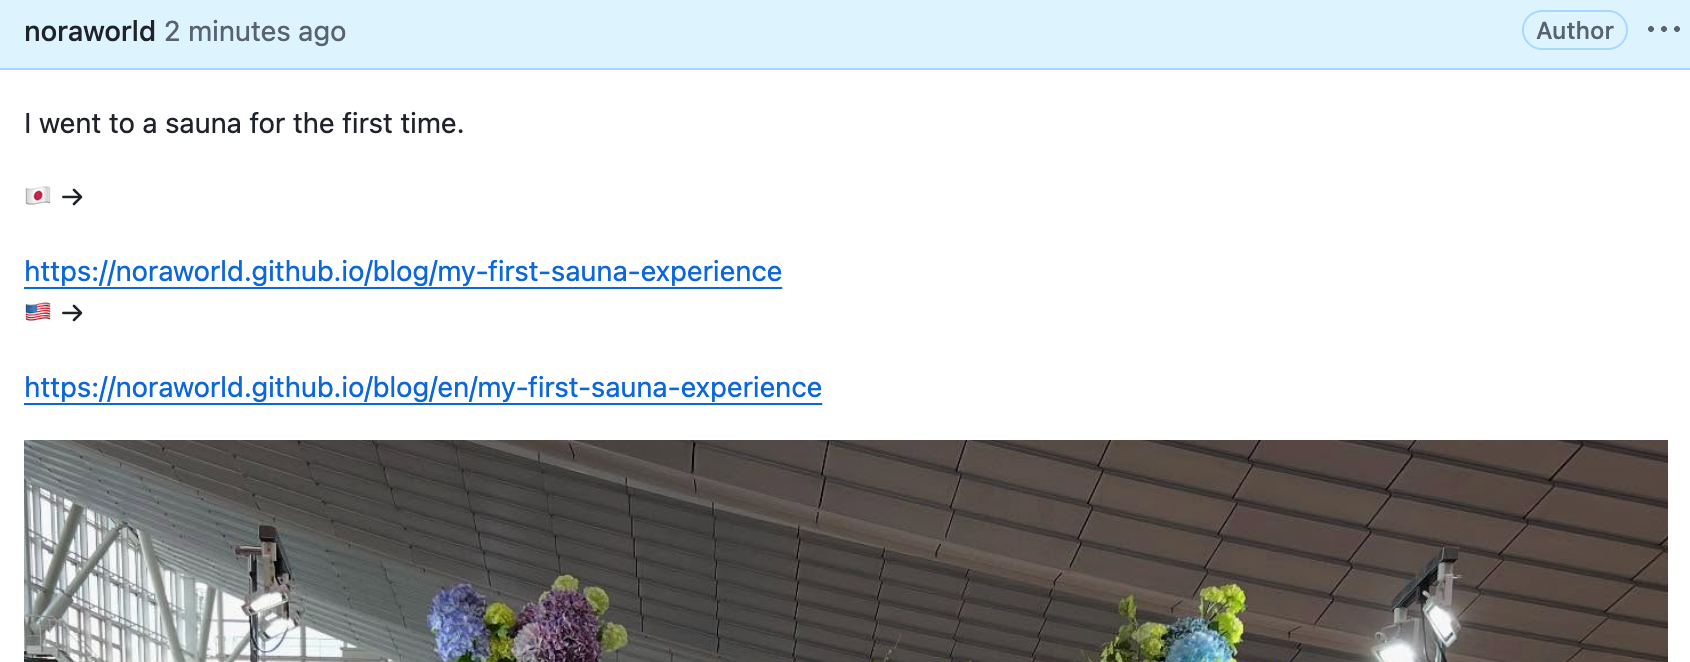 noraworld 2 minutes ago Author
I went to a sauna for the first time.
🇯🇵 →
https://noraworld.github.io/blog/my-first-sauna-experience
🇺🇸 →
https://noraworld.github.io/blog/en/my-first-sauna-experience